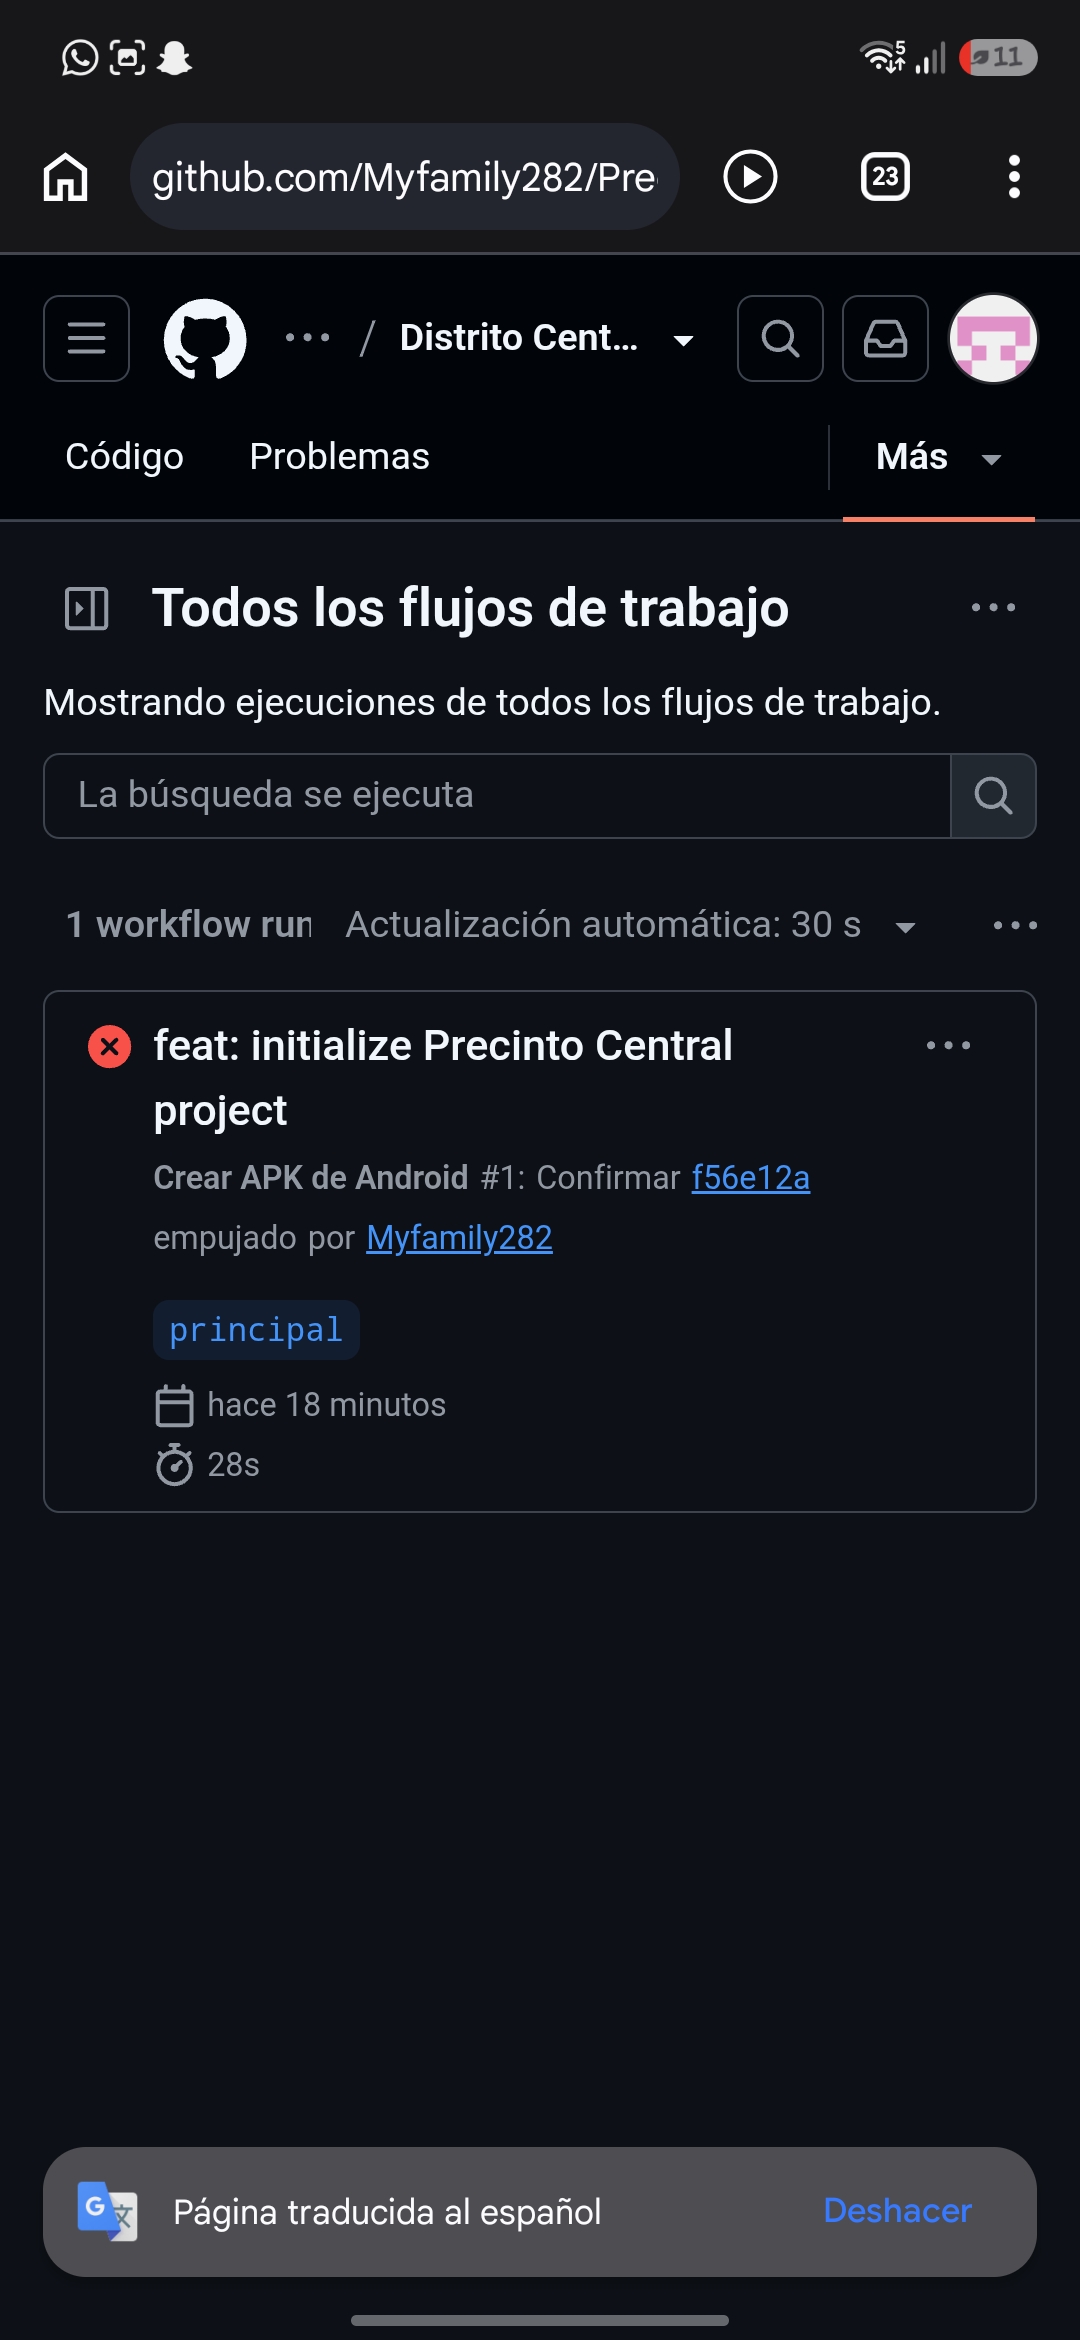 5
11
github.com/Myfamily282/Pre
23
/ Distrito Cent...
Código Problemas Más
Todos los flujos de trabajo
Mostrando ejecuciones de todos los flujos de trabajo.
La búsqueda se ejecuta
1 workflow run Actualización automática: 30 s
feat: initialize Precinto Central
project
Crear APK de Android #1: Confirmar f56e12a
empujado por Myfamily282
principal
hace 18 minutos
28s
Página traducida al español Deshacer